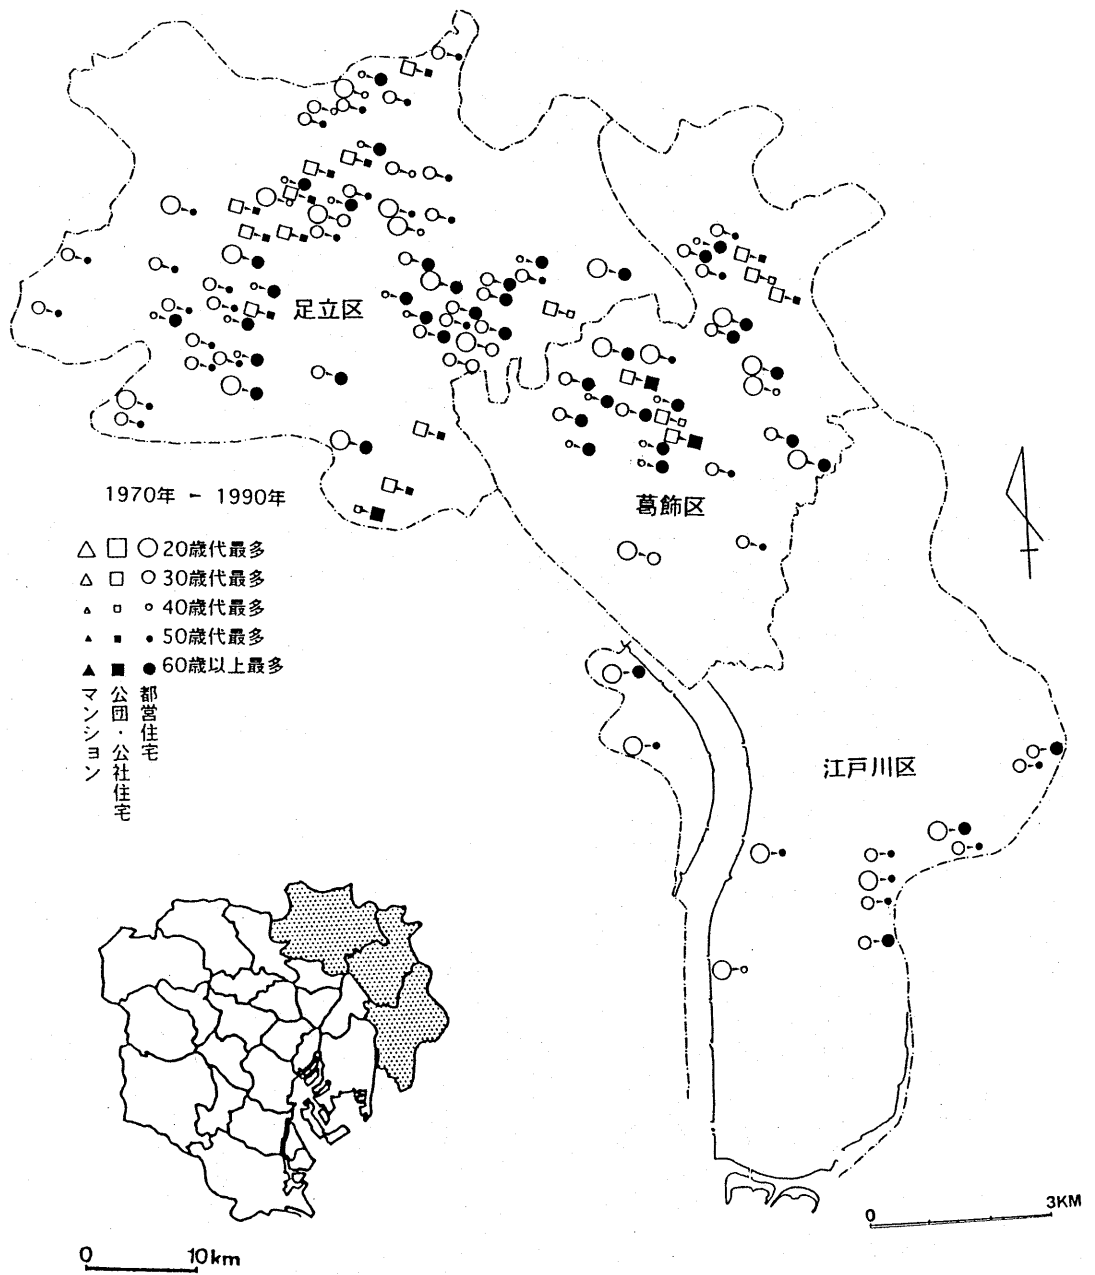 足立区
1970年 － 1990年
葛飾区
20歳代最多
30歳代最多
40歳代最多
50歳代最多
60歳以上最多
マンション
公団・公社住宅
都営住宅
江戸川区
0 3KM
0 10km